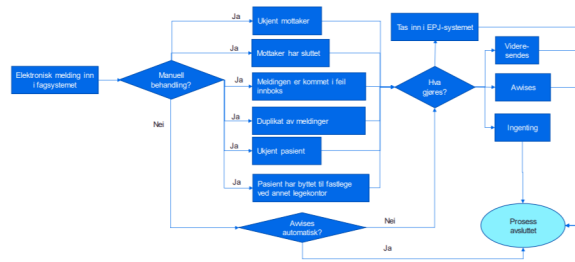 Ja
Ukjent mottaker
Tas inn i EPJ-systemet
Ja
Mottaker har sluttet
Videre-
sendes
Elektronisk melding inn
i fagsystemet
Manuell
behandling?
Ja
Meldingen er kommet i feil
innboks
Hva
gjøres?
Avvises
Nei
Ja
Duplikat av meldinger
Ingenting
Ja
Ukjent pasient
Ja
Pasient har byttet til fastlege
ved annet legekontor
Avvises
automatisk?
Nei
Ja
Prosess
avsluttet